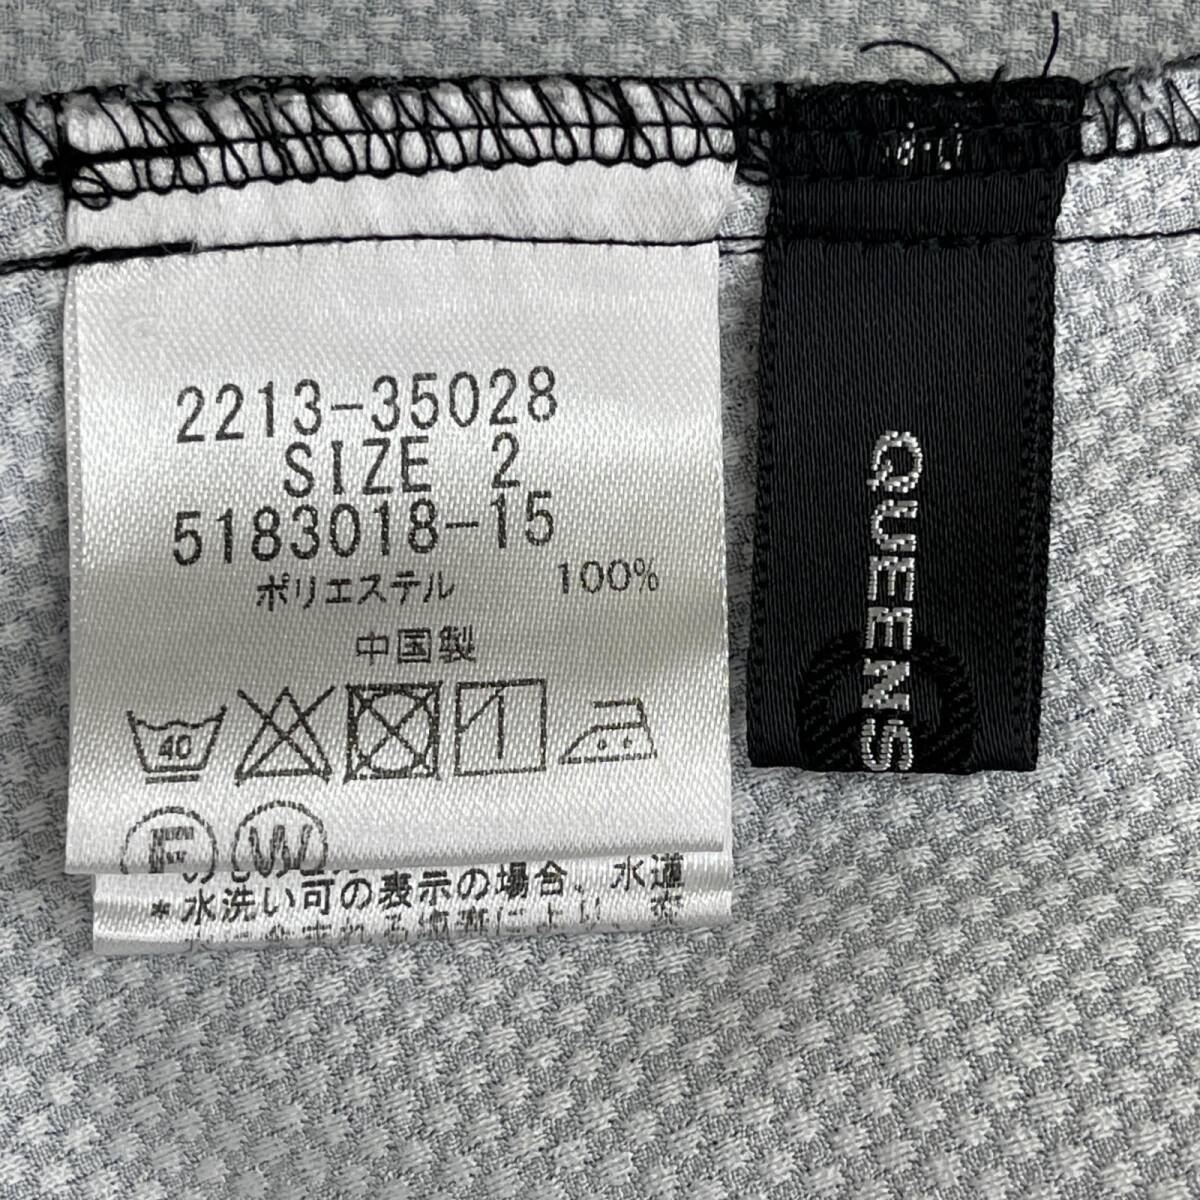 2213-35028
SIZE 2
5183018-15
ポリエステル 100%
中国製
40
F W
*水洗い可の表示の場合、水道
QUEENS